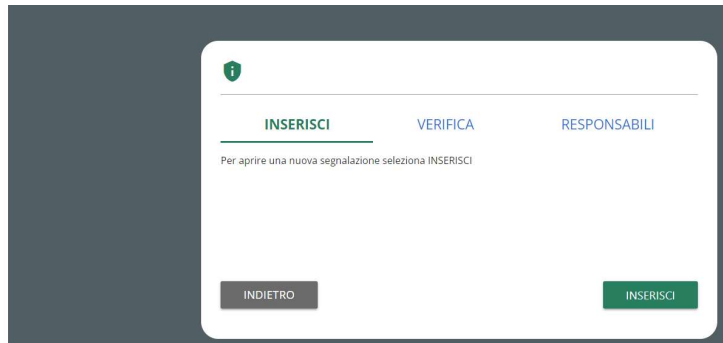 INSERISCI VERIFICA RESPONSABILI
Per aprire una nuova segnalazione seleziona INSERISCI
INDIETRO INSERISCI